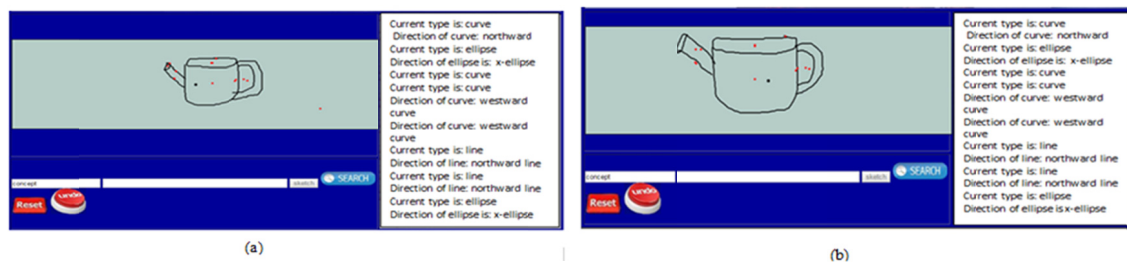 Current type is: curve
Direction of curve: northward
Current type is: ellipse
Direction of ellipse is: x-ellipse
Current type is: curve
Current type is: curve
Direction of curve: westward
curve
Direction of curve: westward
curve
Current type is: line
Direction of line: northward line
Current type is: line
Direction of line: northward line
Current type is: ellipse
Direction of ellipse is: x-ellipse
concept
sketch
SEARCH
Reset
undo
(a)
Current type is: curve
Direction of curve: northward
Current type is: ellipse
Direction of ellipse is: x-ellipse
Current type is: curve
Current type is: curve
Direction of curve: westward
curve
Direction of curve: westward
curve
Current type is: line
Direction of line: northward line
Current type is: line
Direction of line: northward line
Current type is: ellipse
Direction of ellipse is x-ellipse
concept
sketch
SEARCH
Reset
undo
(b)